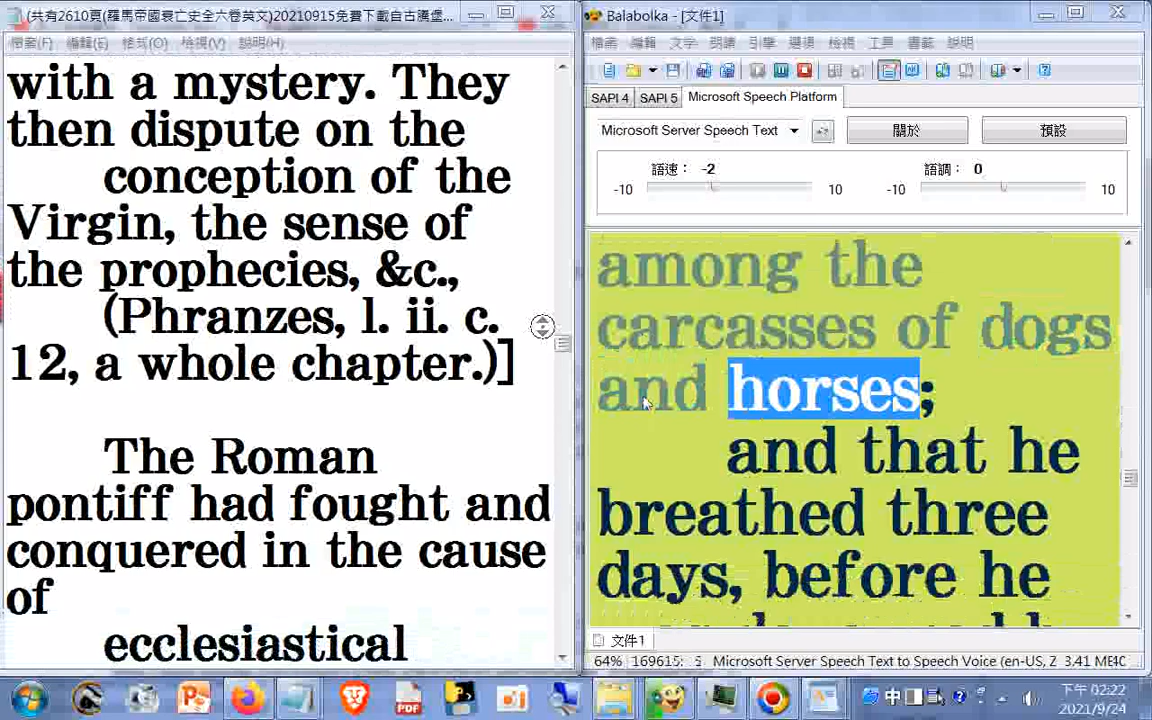 (共有2610頁(羅馬帝國衰亡史全六卷英文)20210915免費下載自古騰堡...
檔案(F) 編輯(E) 格式(O) 檢視(V) 說明(H)
with a mystery. They
then dispute on the
conception of the
Virgin, the sense of
the prophecies, &c.,
(Phranzes, l. ii. c.
12, a whole chapter.)]
The Roman
pontiff had fought and
conquered in the cause
of
ecclesiastical
Balabolka - [文件1]
檔案 編輯 文字 朗讀 引擎 選項 檢視 工具 書籤 說明
SAPI 4 SAPI 5 Microsoft Speech Platform
Microsoft Server Speech Text
關於 預設
語速： -2 語調： 0
-10 10 -10 10
among the
carcasses of dogs
and horses;
and that he
breathed three
days, before he
文件1
64% 169615: Microsoft Server Speech Text to Speech Voice (en-US, Z 3.41 ME
中
下午 02:22
2021/9/24